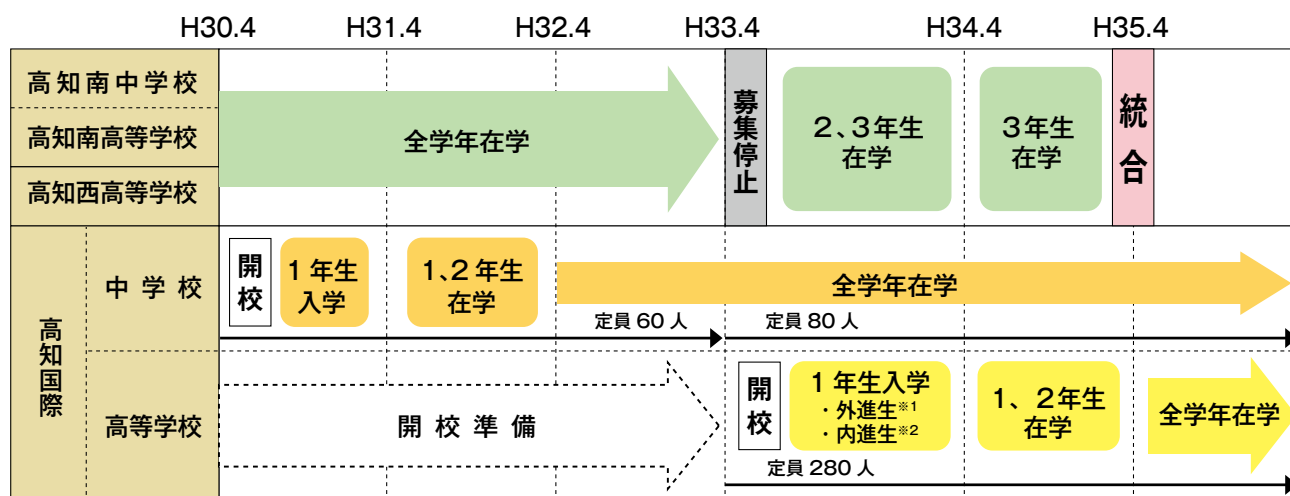 H30.4 H31.4 H32.4 H33.4 H34.4 H35.4
高知南中学校
高知南高等学校
高知西高等学校
全学年在学
募集停止
2、3年生
在学
3年生
在学
統合
高知国際
中学校
開校
1年生
入学
1、2年生
在学
全学年在学
定員60人
定員80人
高等学校
開校準備
開校
1年生入学
・外進生※1
・内進生※2
1、2年生
在学
全学年在学
定員280人